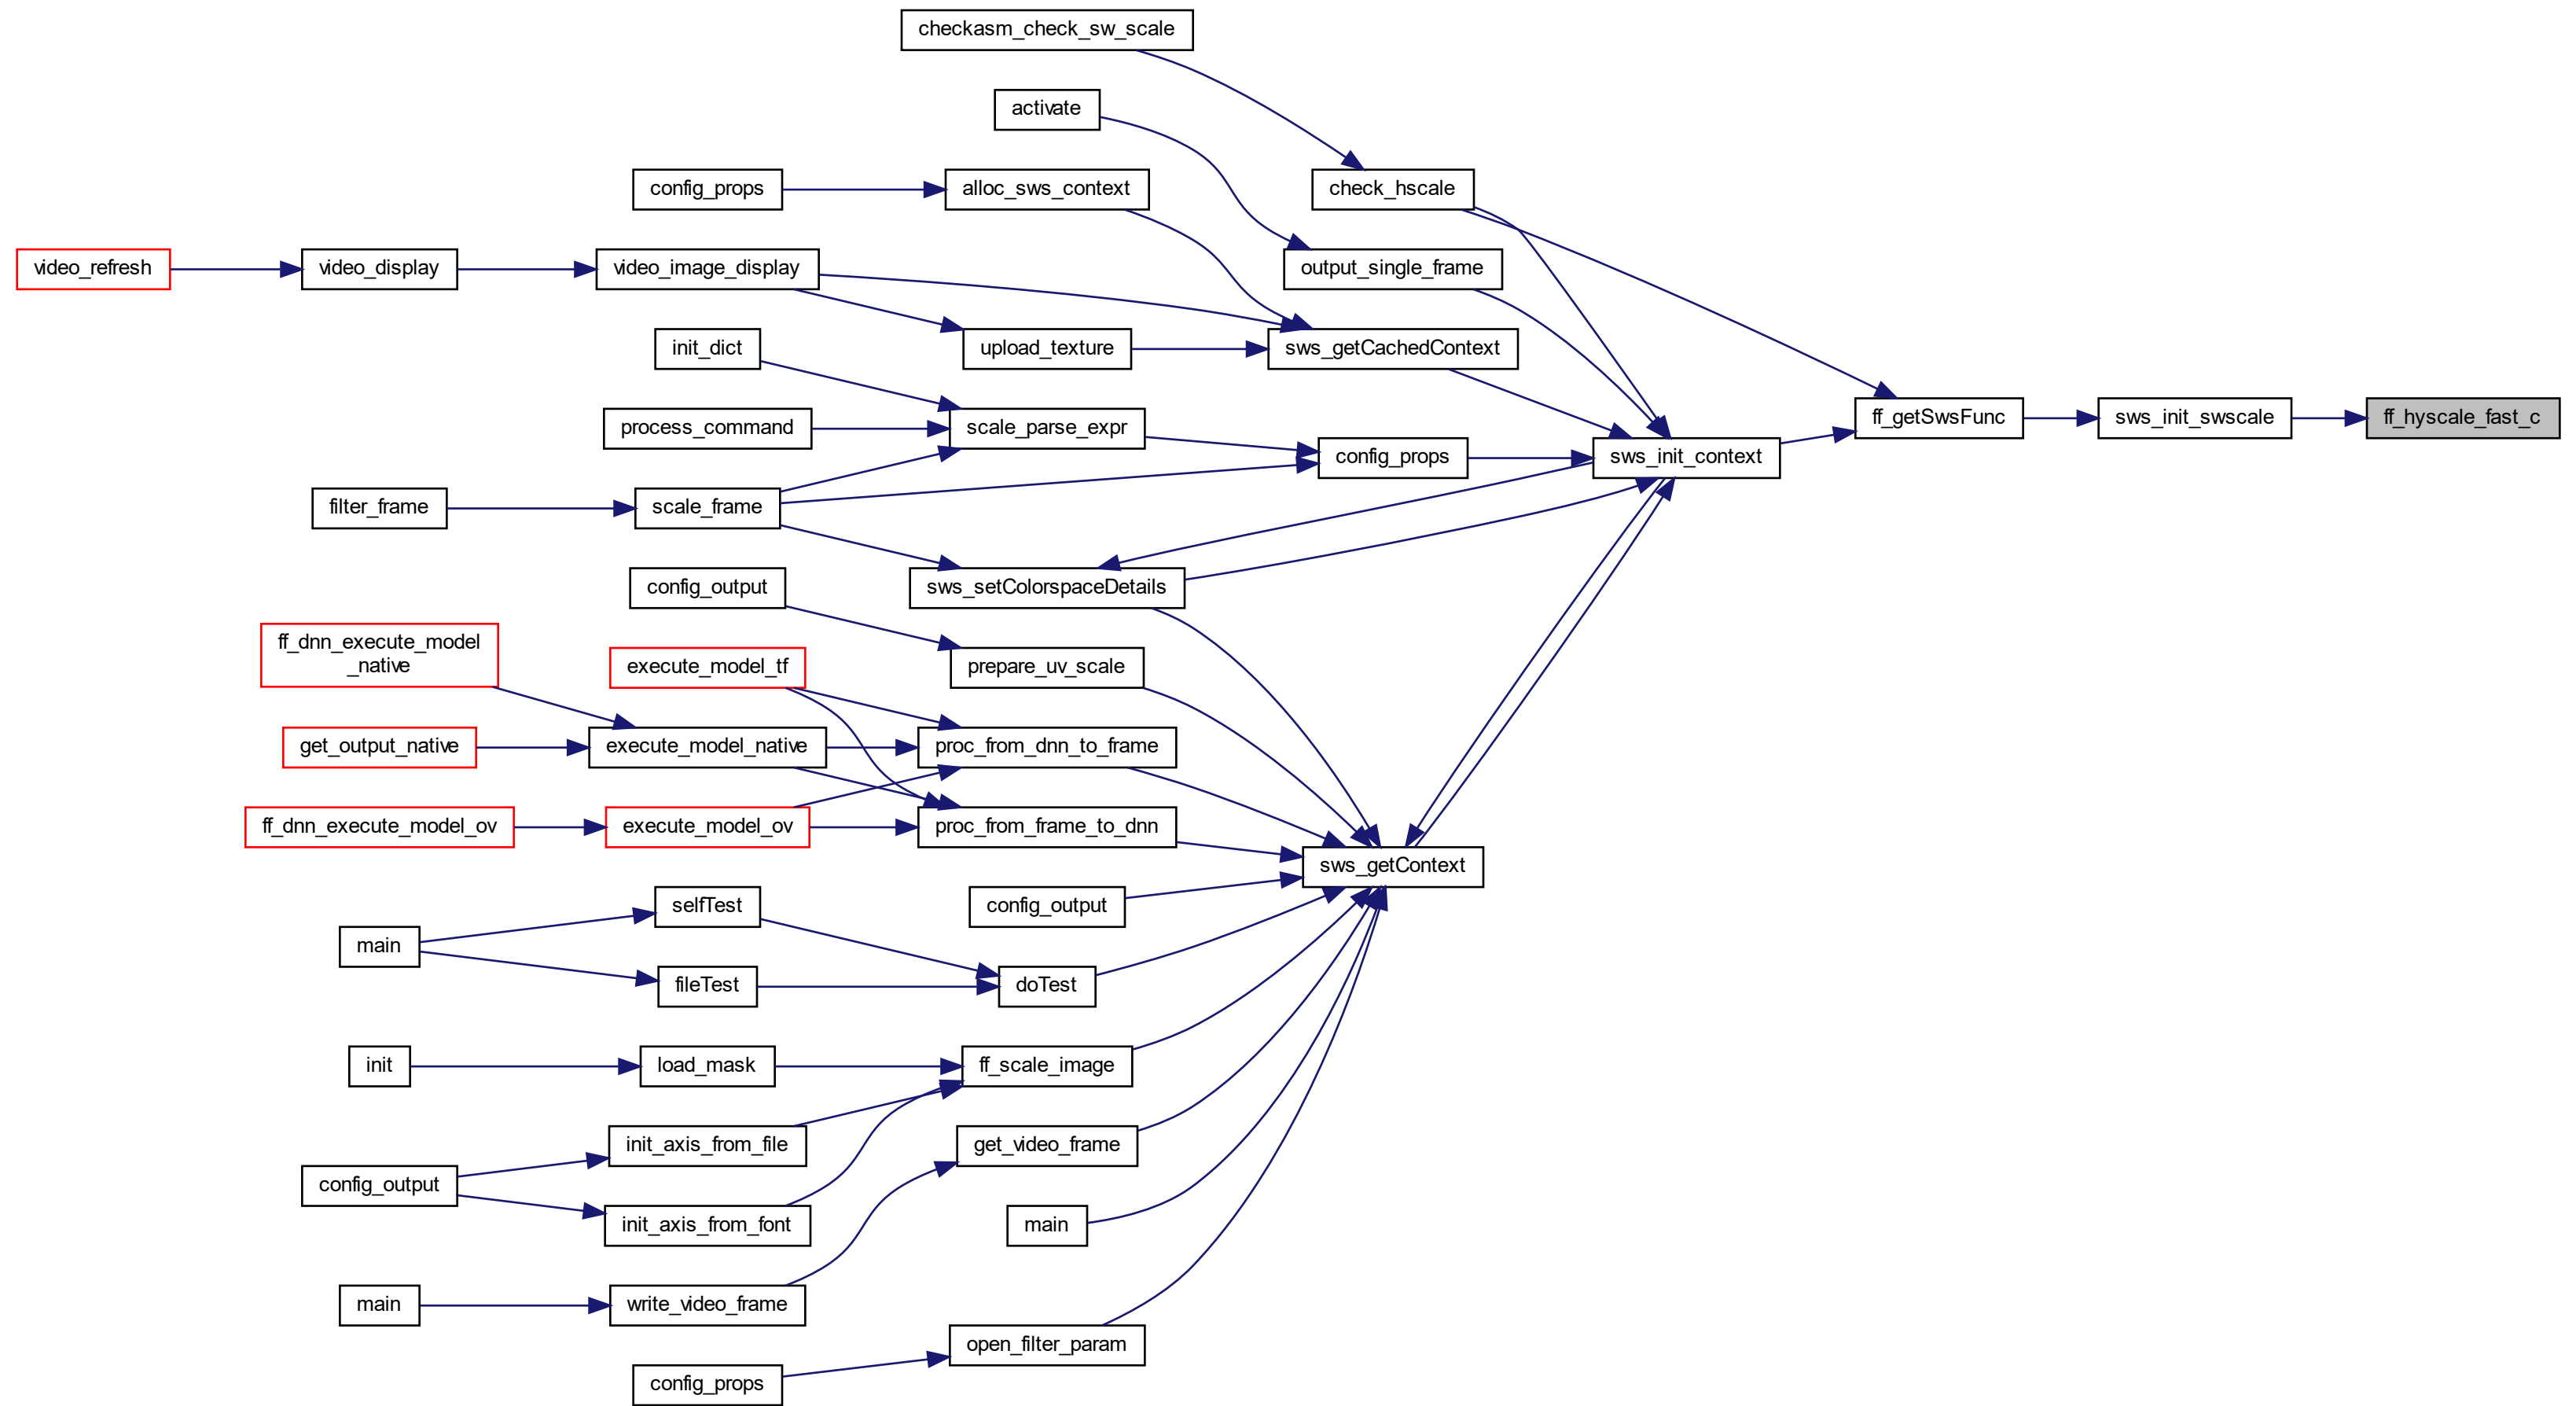 checkasm_check_sw_scale
activate
config_props
alloc_sws_context
check_hscale
video_refresh
video_display
video_image_display
output_single_frame
init_dict
upload_texture
sws_getCachedContext
process_command
scale_parse_expr
config_props
sws_init_context
ff_getSwsFunc
sws_init_swscale
ff_hyscale_fast_c
filter_frame
scale_frame
config_output
sws_setColorspaceDetails
ff_dnn_execute_model
_native
execute_model_tf
prepare_uv_scale
get_output_native
execute_model_native
proc_from_dnn_to_frame
ff_dnn_execute_model_ov
execute_model_ov
proc_from_frame_to_dnn
sws_getContext
selfTest
config_output
main
fileTest
doTest
init
load_mask
ff_scale_image
init_axis_from_file
get_video_frame
config_output
init_axis_from_font
main
main
write_video_frame
open_filter_param
config_props